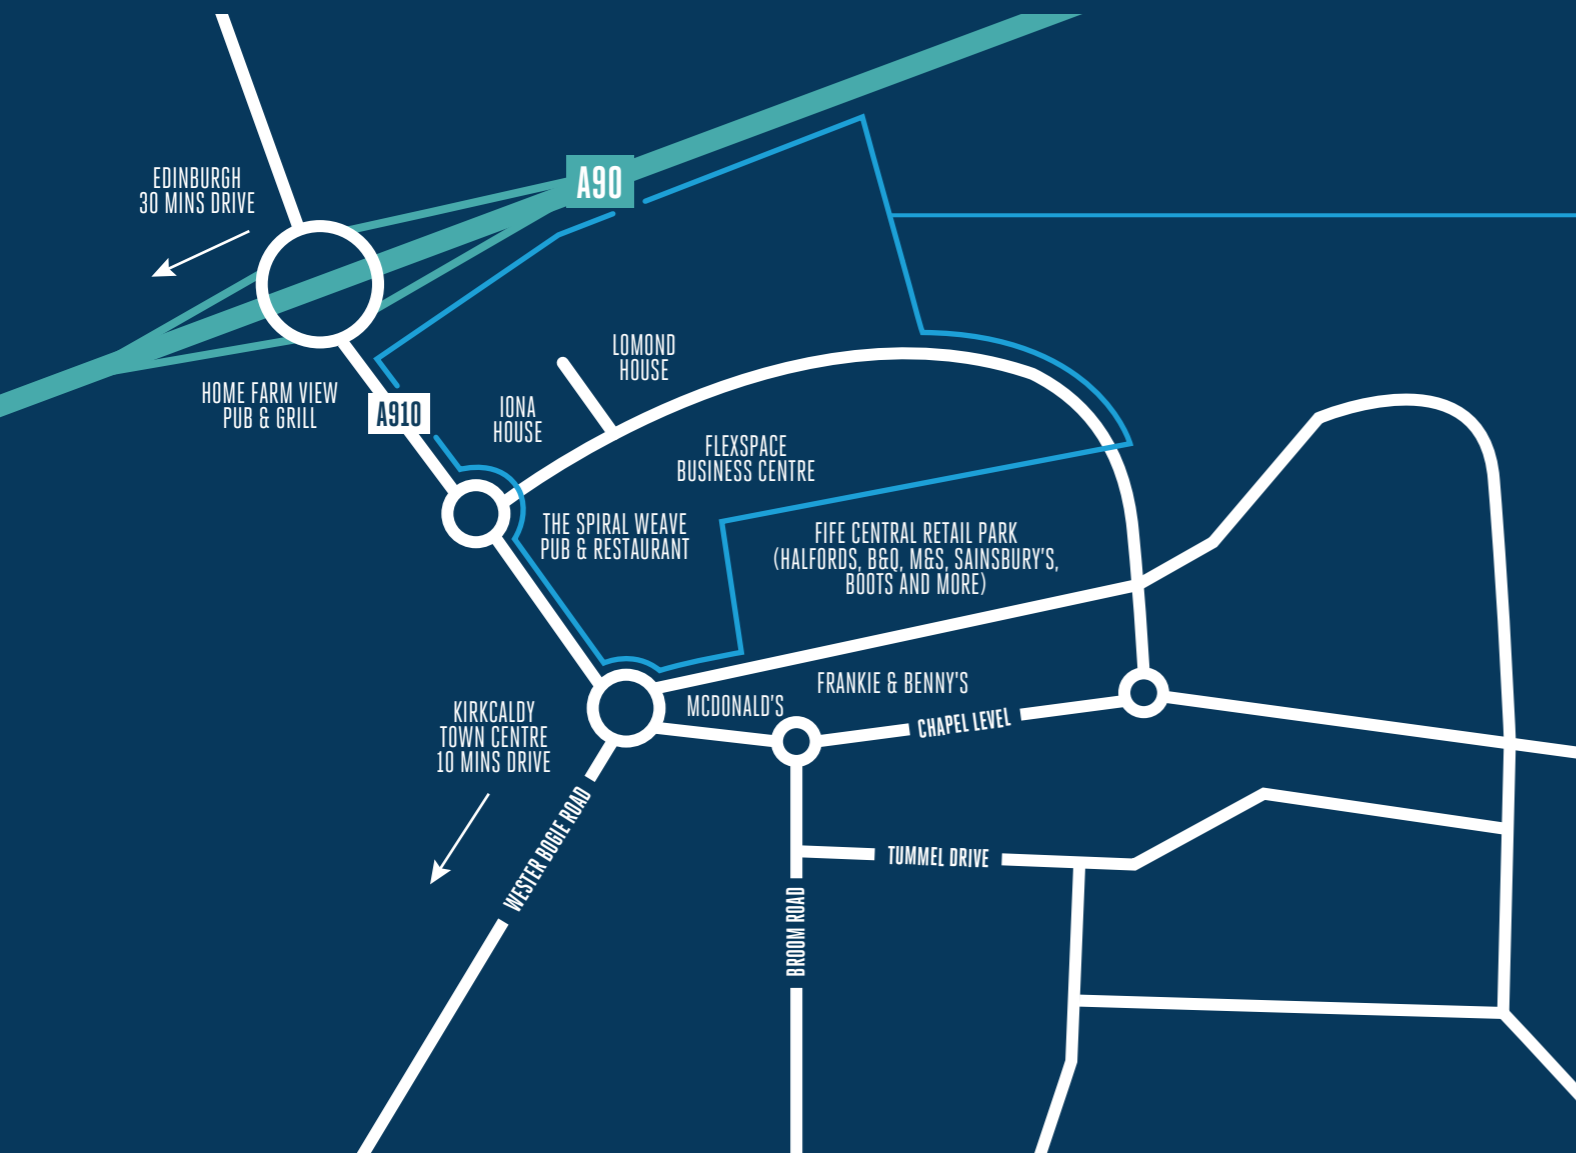 A90
EDINBURGH
30 MINS DRIVE
LOMOND
HOUSE
HOME FARM VIEW
PUB & GRILL
A910
IONA
HOUSE
FLEXSPACE
BUSINESS CENTRE
THE SPIRAL WEAVE
PUB & RESTAURANT
FIFE CENTRAL RETAIL PARK
(HALFORDS, B&Q, M&S, SAINSBURY'S,
BOOTS AND MORE)
FRANKIE & BENNY'S
MCDONALD'S
CHAPEL LEVEL
KIRKCALDY
TOWN CENTRE
10 MINS DRIVE
WESTER BOGIE ROAD
TUMMEL DRIVE
BROOM ROAD